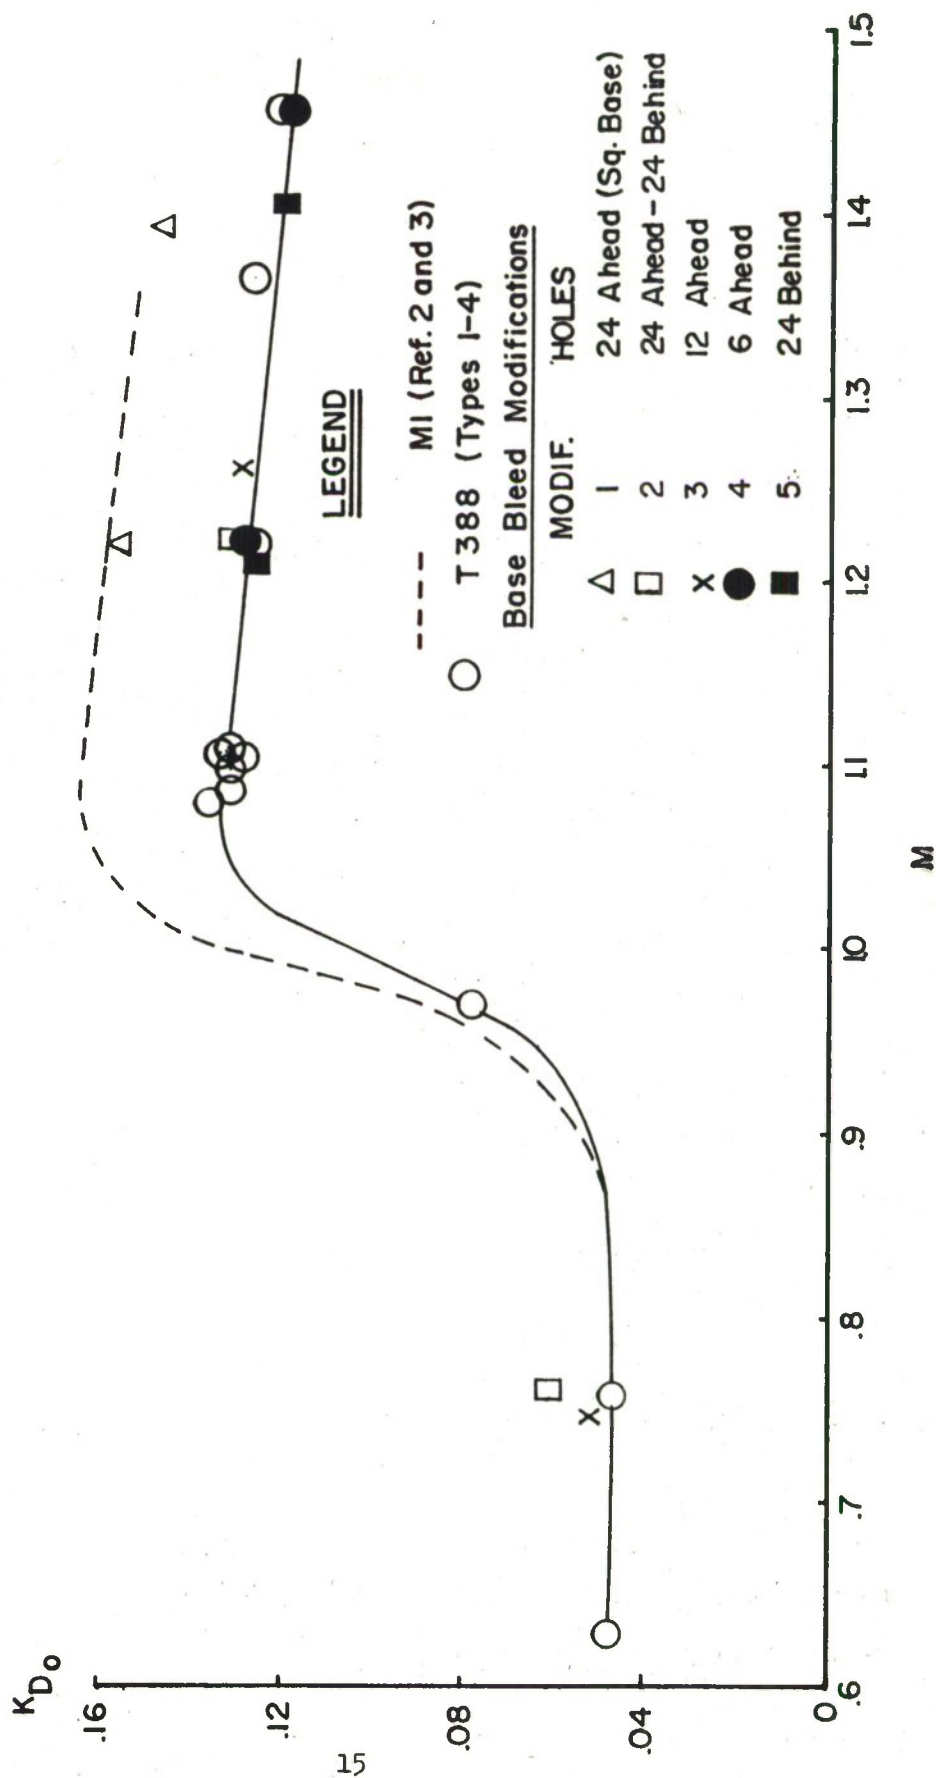 K_D₀
.16
.12
.08
.04
0
.6
.7
.8
.9
1.0
1.1
1.2
1.3
1.4
1.5
M
LEGEND
M1 (Ref. 2 and 3)
T388 (Types 1-4)
Base Bleed Modifications
MODIF. HOLES
1 24 Ahead (Sq. Base)
2 24 Ahead-24 Behind
3 12 Ahead
4 6 Ahead
5 24 Behind
15